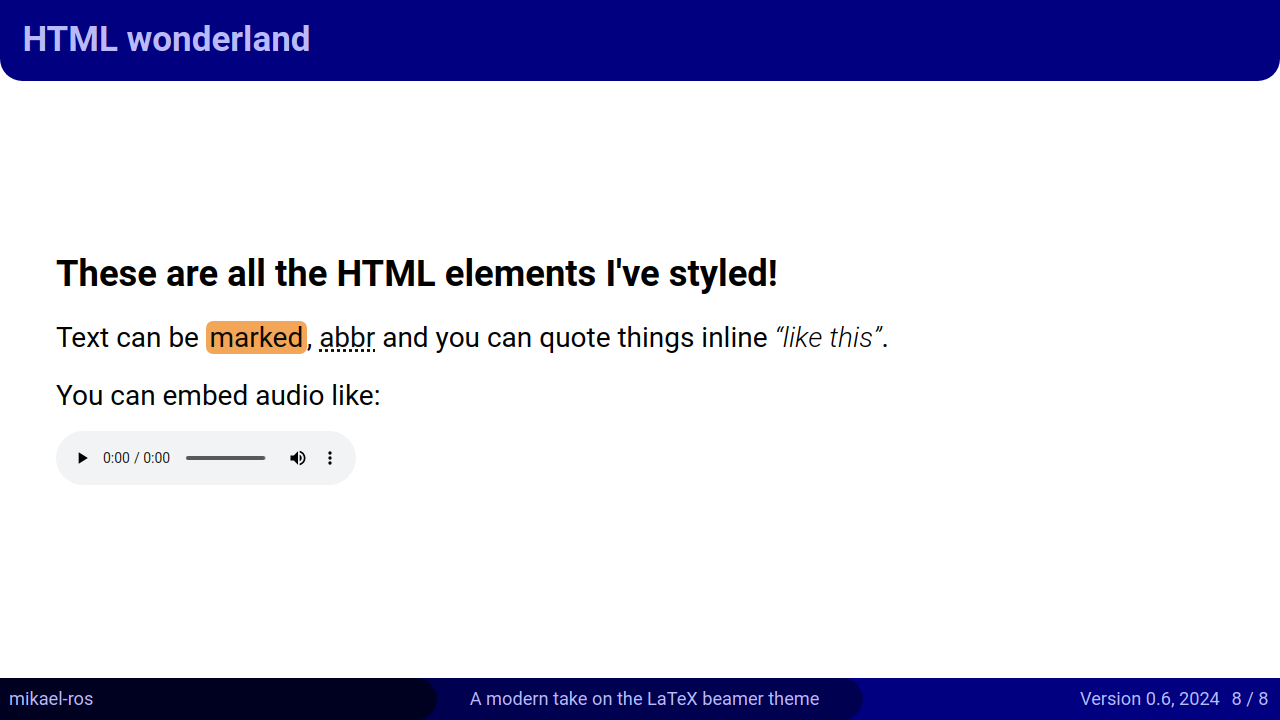 HTML wonderland
These are all the HTML elements I've styled!
Text can be marked, abbr and you can quote things inline “like this”.
You can embed audio like:
0:00 / 0:00
mikael-ros
A modern take on the LaTeX beamer theme
Version 0.6, 2024 8 / 8